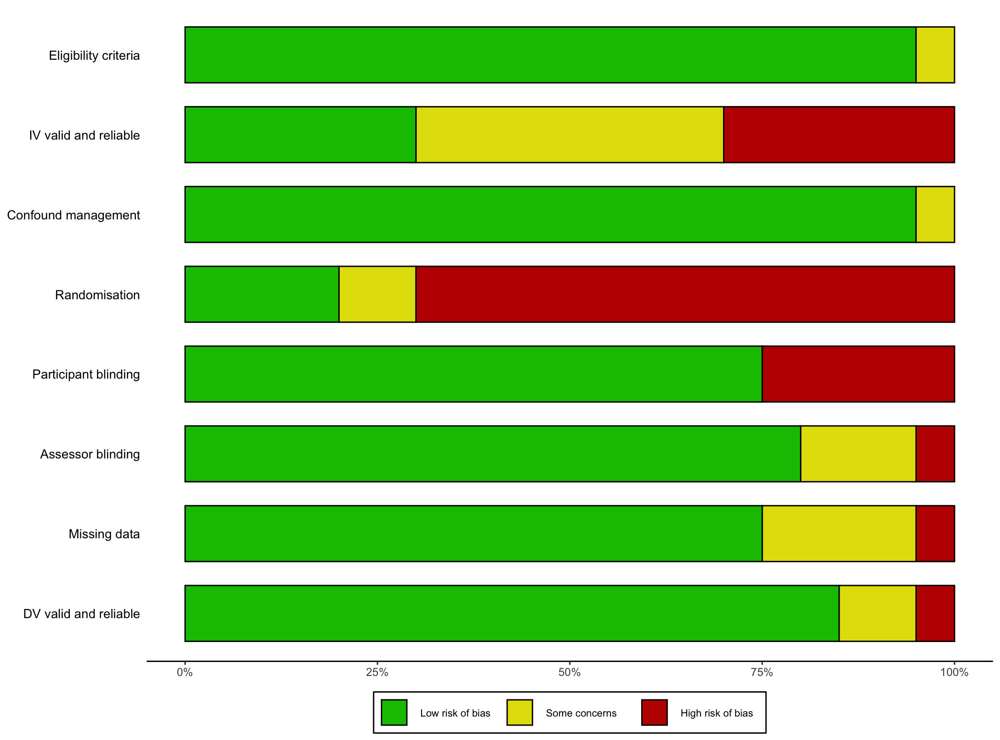 Eligibility criteria
IV valid and reliable
Confound management
Randomisation
Participant blinding
Assessor blinding
Missing data
DV valid and reliable
0% 25% 50% 75% 100%
Low risk of bias Some concerns High risk of bias